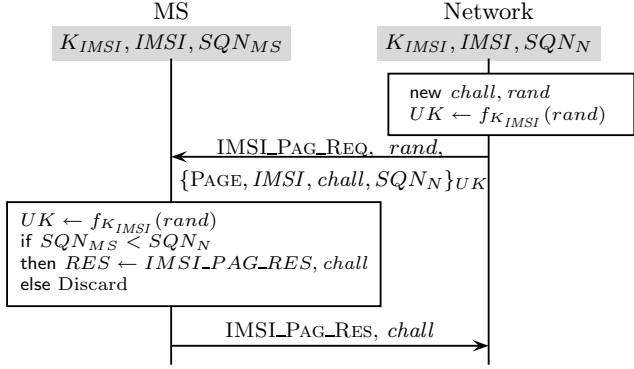 MS
Network
K_{IMSI}, IMSI, SQN_{MS}
K_{IMSI}, IMSI, SQN_N
new chall, rand
UK ← f_{K_{IMSI}}(rand)
IMSI_PAG_REQ, rand,
{PAGE, IMSI, chall, SQN_N}_{UK}
UK ← f_{K_{IMSI}}(rand)
if SQN_{MS} < SQN_N
then RES ← IMSI_PAG_RES, chall
else Discard
IMSI_PAG_RES, chall